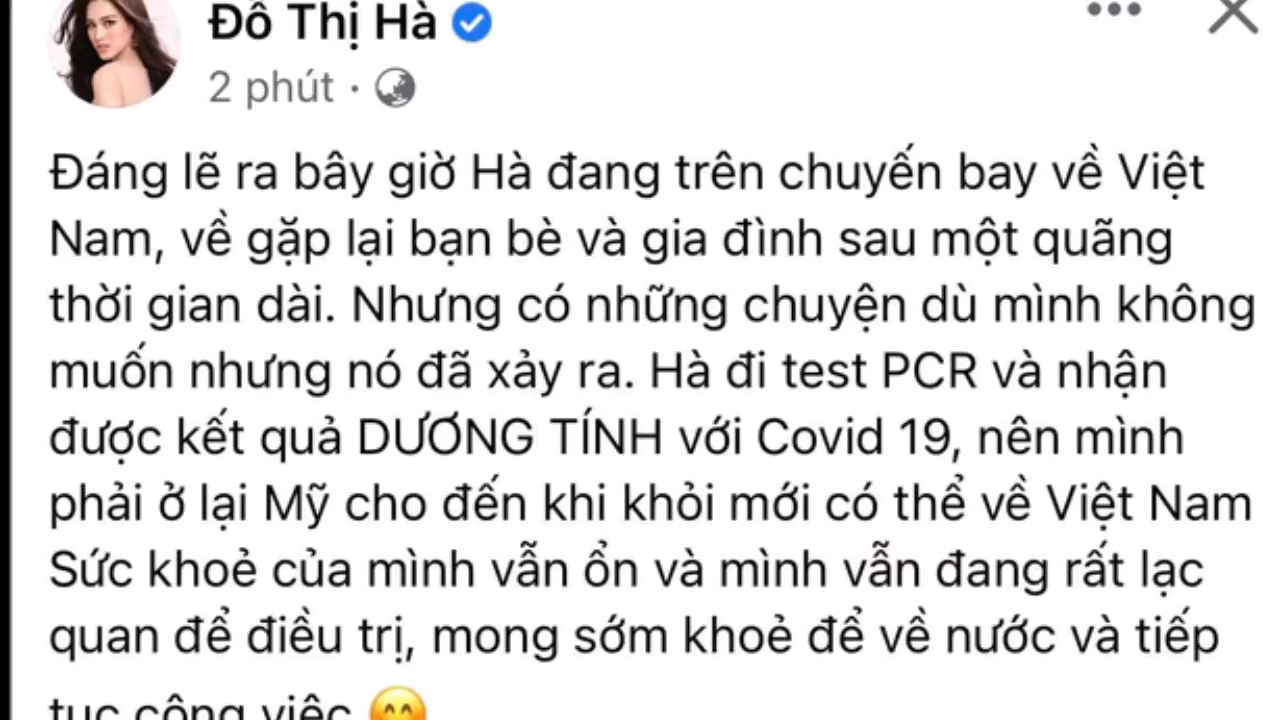 Đỗ Thị Hà
2 phút ·
Đáng lẽ ra bây giờ Hà đang trên chuyến bay về Việt
Nam, về gặp lại bạn bè và gia đình sau một quãng
thời gian dài. Nhưng có những chuyện dù mình không
muốn nhưng nó đã xảy ra. Hà đi test PCR và nhận
được kết quả DƯƠNG TÍNH với Covid 19, nên mình
phải ở lại Mỹ cho đến khi khỏi mới có thể về Việt Nam
Sức khoẻ của mình vẫn ổn và mình vẫn đang rất lạc
quan để điều trị, mong sớm khoẻ để về nước và tiếp
tục công việc 😊